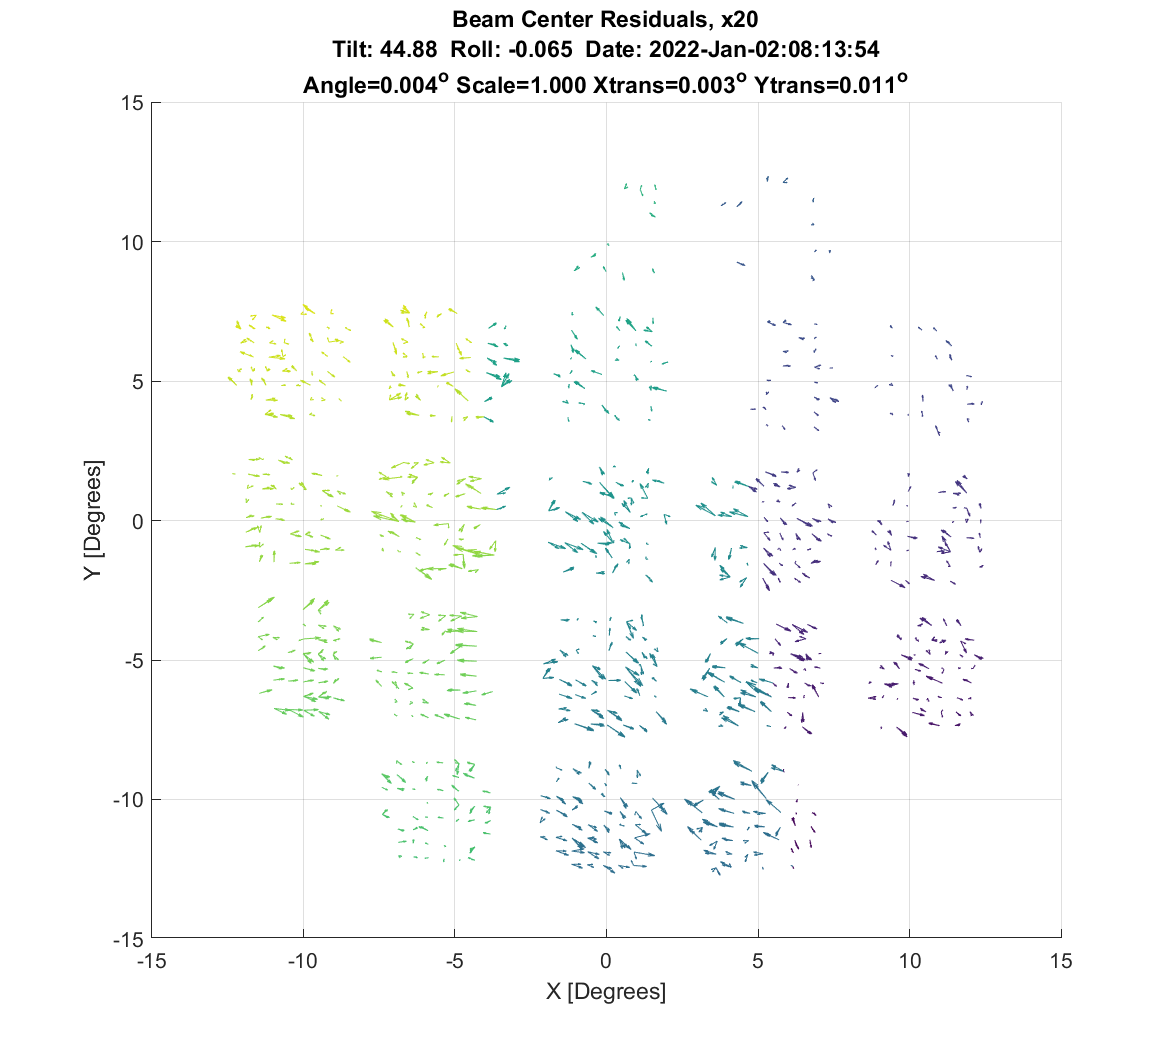 Beam Center Residuals, x20
Tilt: 44.88 Roll: -0.065 Date: 2022-Jan-02:08:13:54
Angle=0.004° Scale=1.000 Xtrans=0.003° Ytrans=0.011°
15
10
5
0
-5
-10
-15
Y [Degrees]
-15 -10 -5 0 5 10 15
X [Degrees]